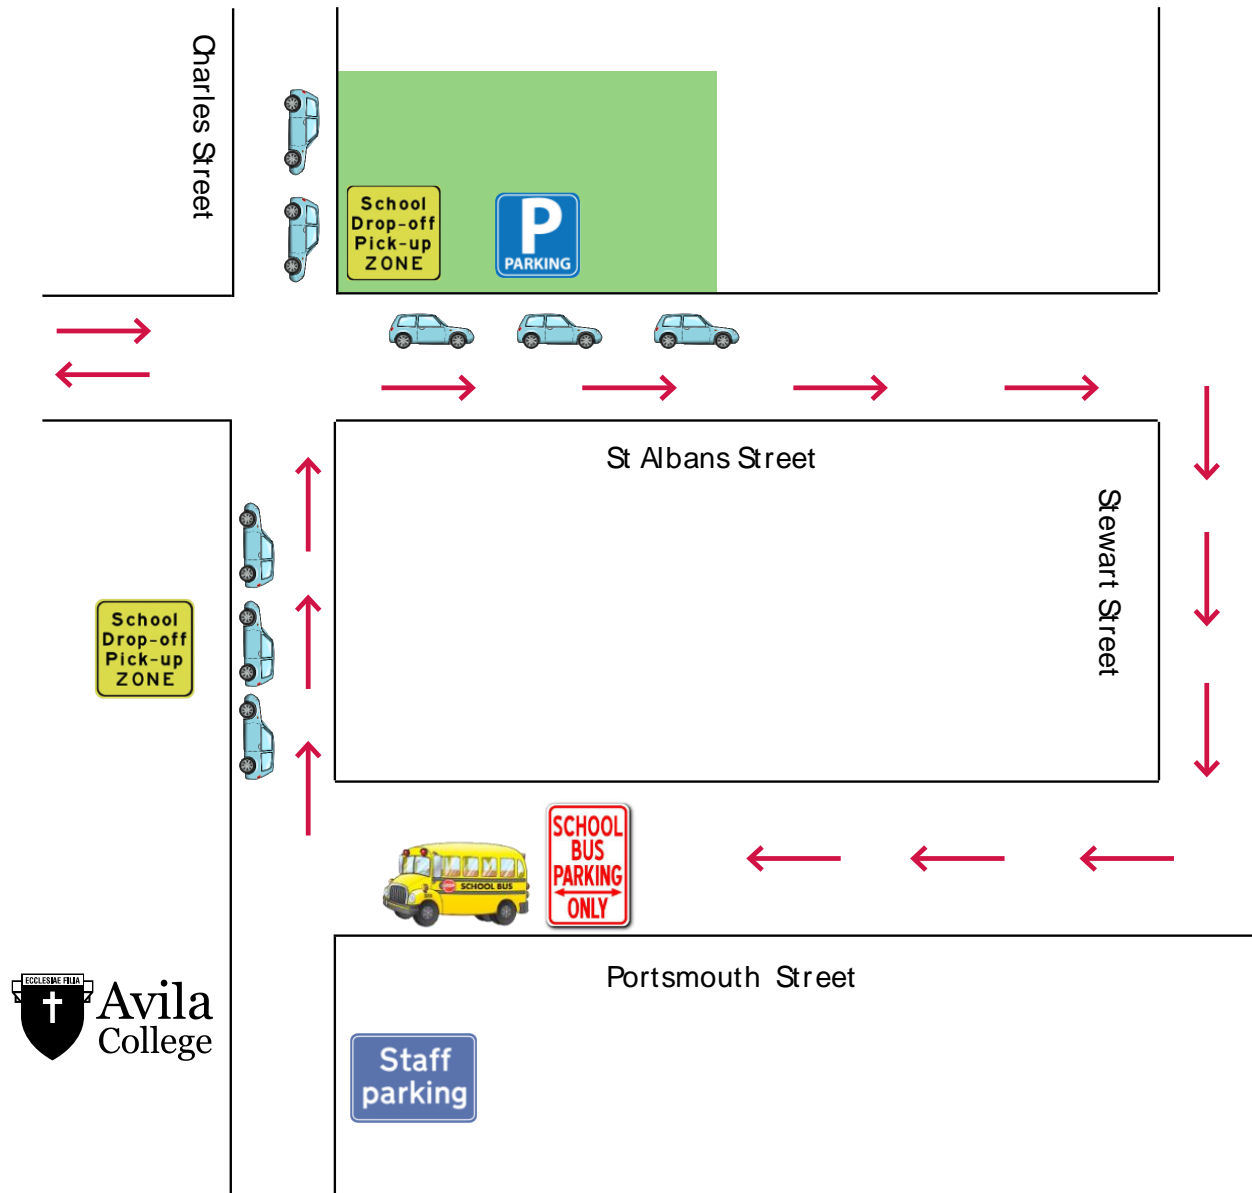 Charles Street
School
Drop-off
Pick-up
ZONE
P
PARKING
St Albans Street
Stewart Street
School
Drop-off
Pick-up
ZONE
SCHOOL BUS
SCHOOL
BUS
PARKING
ONLY
Portsmouth Street
ECCLESIAE FILIA
Avila
College
Staff
parking